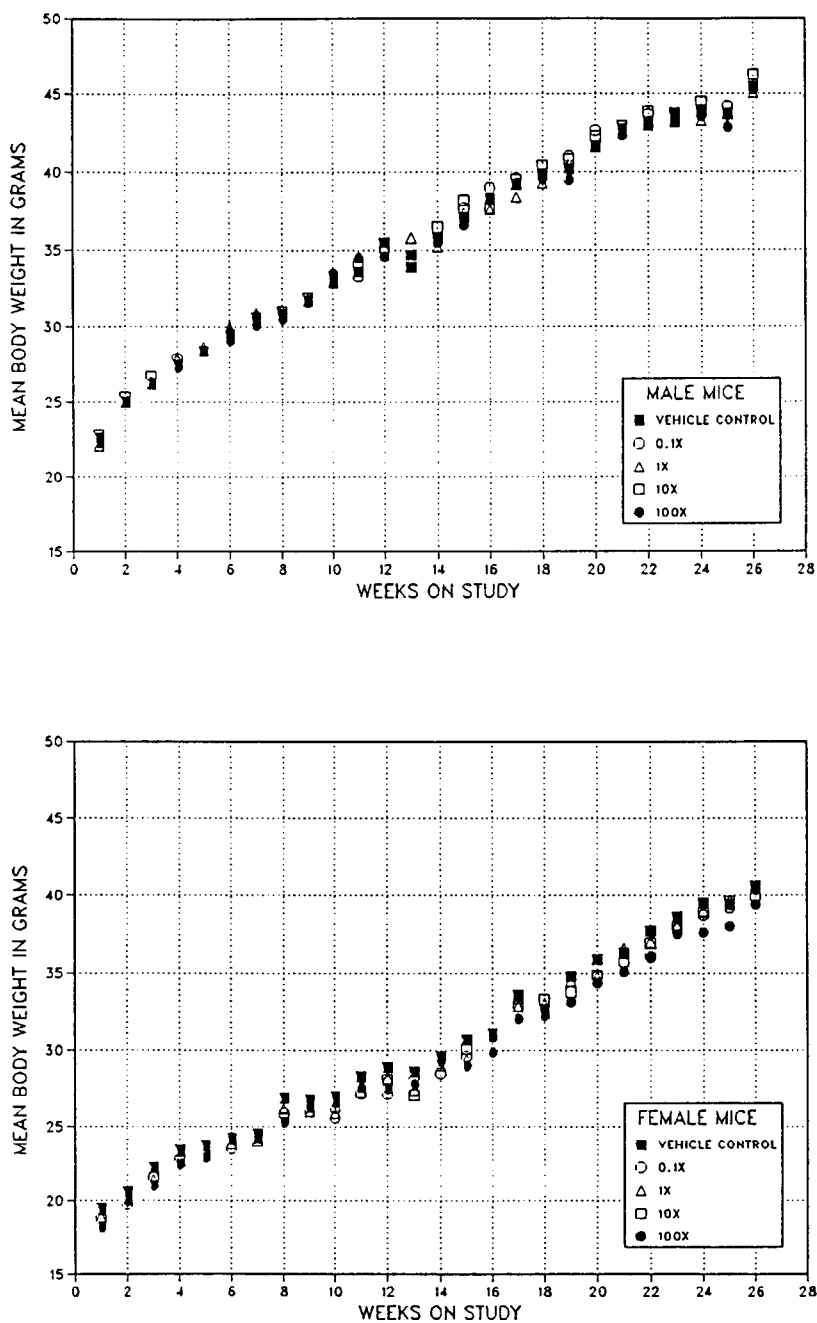 50
45
40
35
30
25
20
15
MEAN BODY WEIGHT IN GRAMS
MALE MICE
VEHICLE CONTROL
0.1X
1X
10X
100X
0 2 4 6 8 10 12 14 16 18 20 22 24 26 28
WEEKS ON STUDY
50
45
40
35
30
25
20
15
MEAN BODY WEIGHT IN GRAMS
FEMALE MICE
VEHICLE CONTROL
0.1X
1X
10X
100X
0 2 4 6 8 10 12 14 16 18 20 22 24 26 28
WEEKS ON STUDY